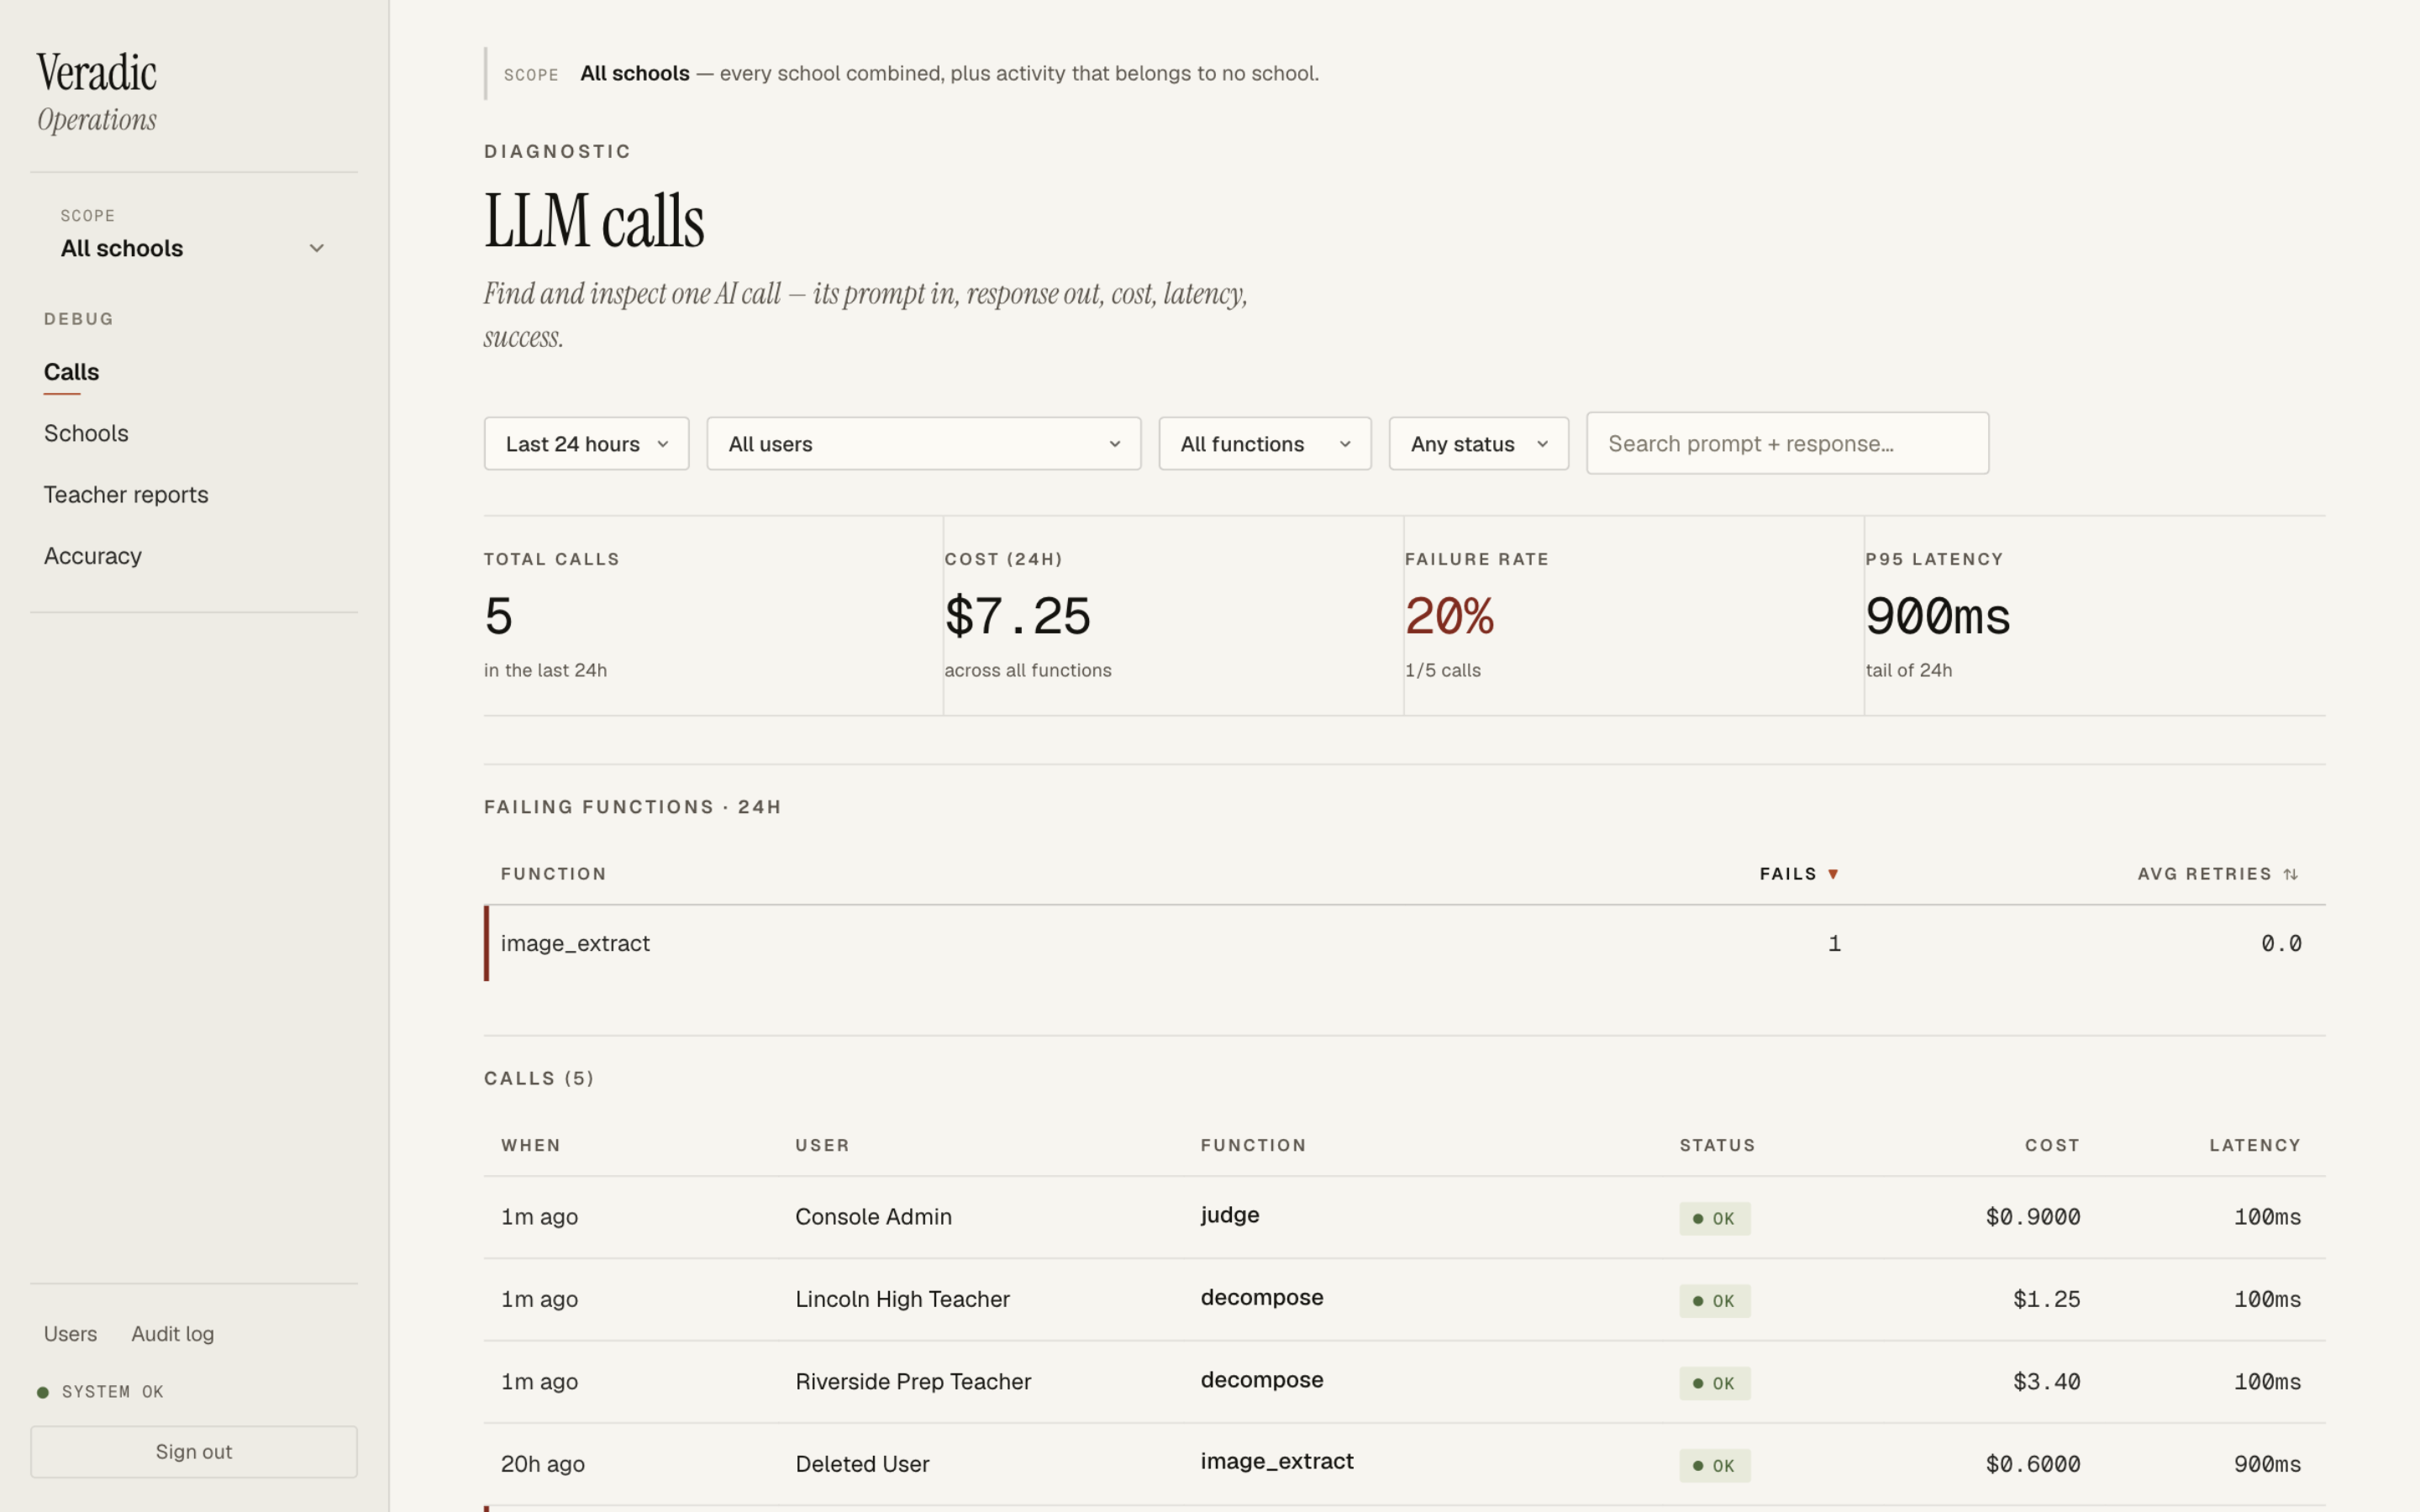 Veradic
Operations
SCOPE
All schools
DEBUG
Calls
Schools
Teacher reports
Accuracy
Users Audit log
SYSTEM OK
Sign out
SCOPE All schools — every school combined, plus activity that belongs to no school.
DIAGNOSTIC
LLM calls
Find and inspect one AI call — its prompt in, response out, cost, latency,
success.
Last 24 hours All users All functions Any status Search prompt + response…
TOTAL CALLS COST (24H) FAILURE RATE P95 LATENCY
5 $7.25 20% 900ms
in the last 24h across all functions 1/5 calls tail of 24h
FAILING FUNCTIONS · 24H
FUNCTION FAILS ▼ AVG RETRIES ↑↓
image_extract 1 0.0
CALLS (5)
WHEN USER FUNCTION STATUS COST LATENCY
1m ago Console Admin judge OK $0.9000 100ms
1m ago Lincoln High Teacher decompose OK $1.25 100ms
1m ago Riverside Prep Teacher decompose OK $3.40 100ms
20h ago Deleted User image_extract OK $0.6000 900ms